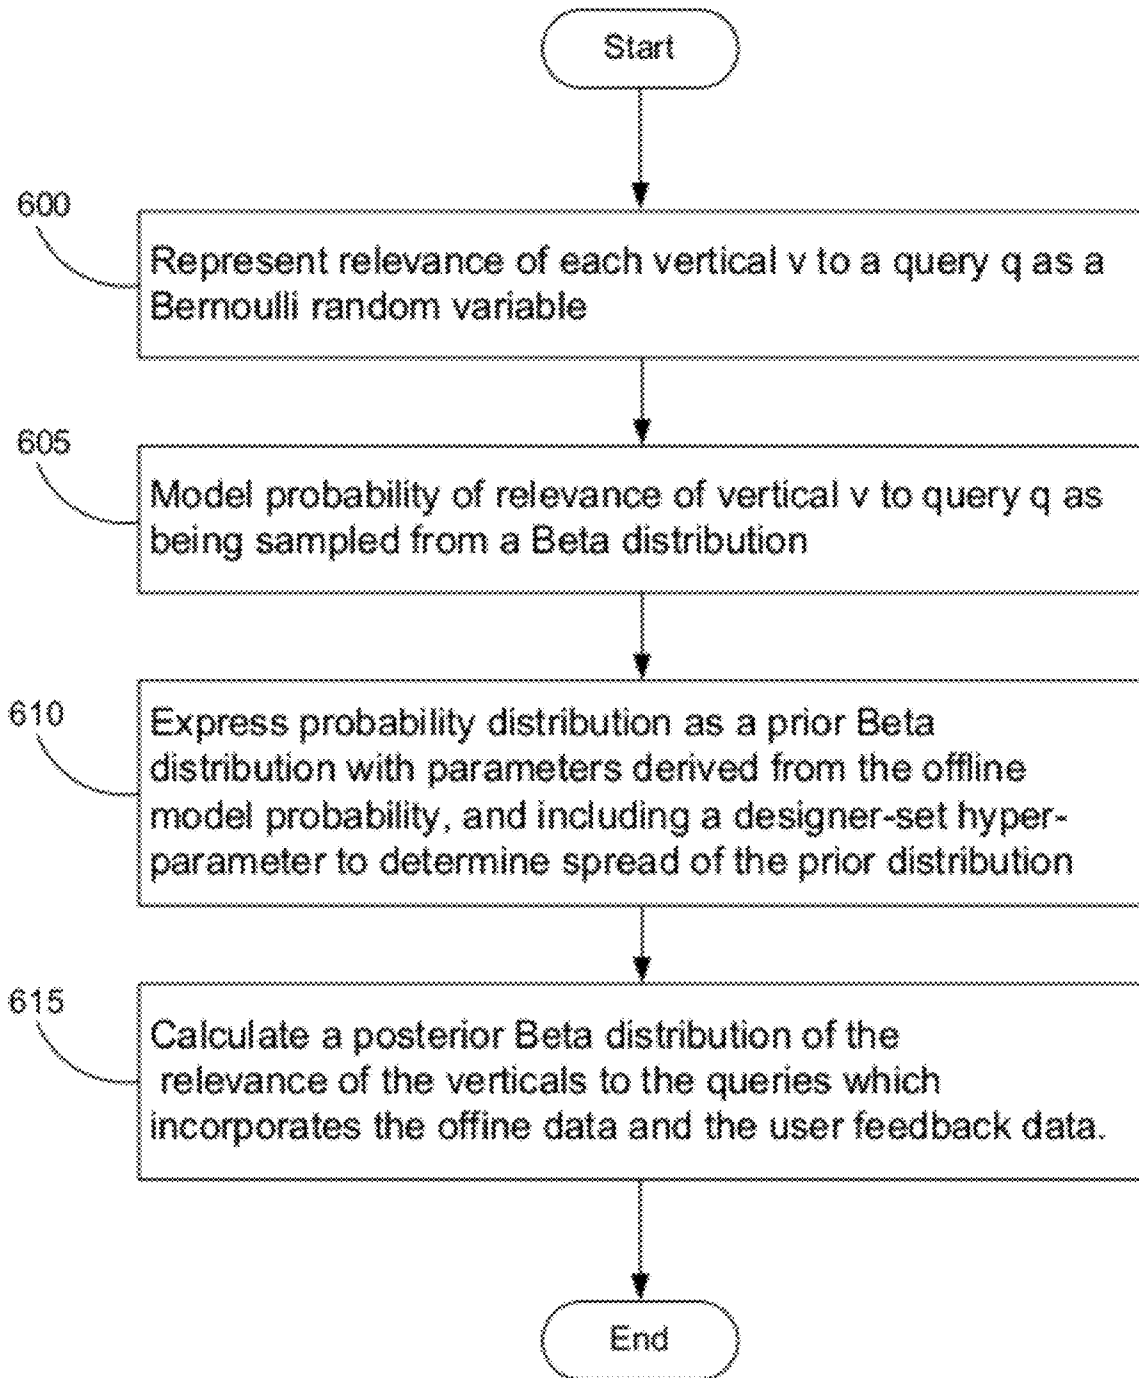 Start
600
Represent relevance of each vertical v to a query q as a
Bernoulli random variable
605
Model probability of relevance of vertical v to query q as
being sampled from a Beta distribution
610
Express probability distribution as a prior Beta
distribution with parameters derived from the offline
model probability, and including a designer-set hyper-
parameter to determine spread of the prior distribution
615
Calculate a posterior Beta distribution of the
relevance of the verticals to the queries which
incorporates the offine data and the user feedback data.
End